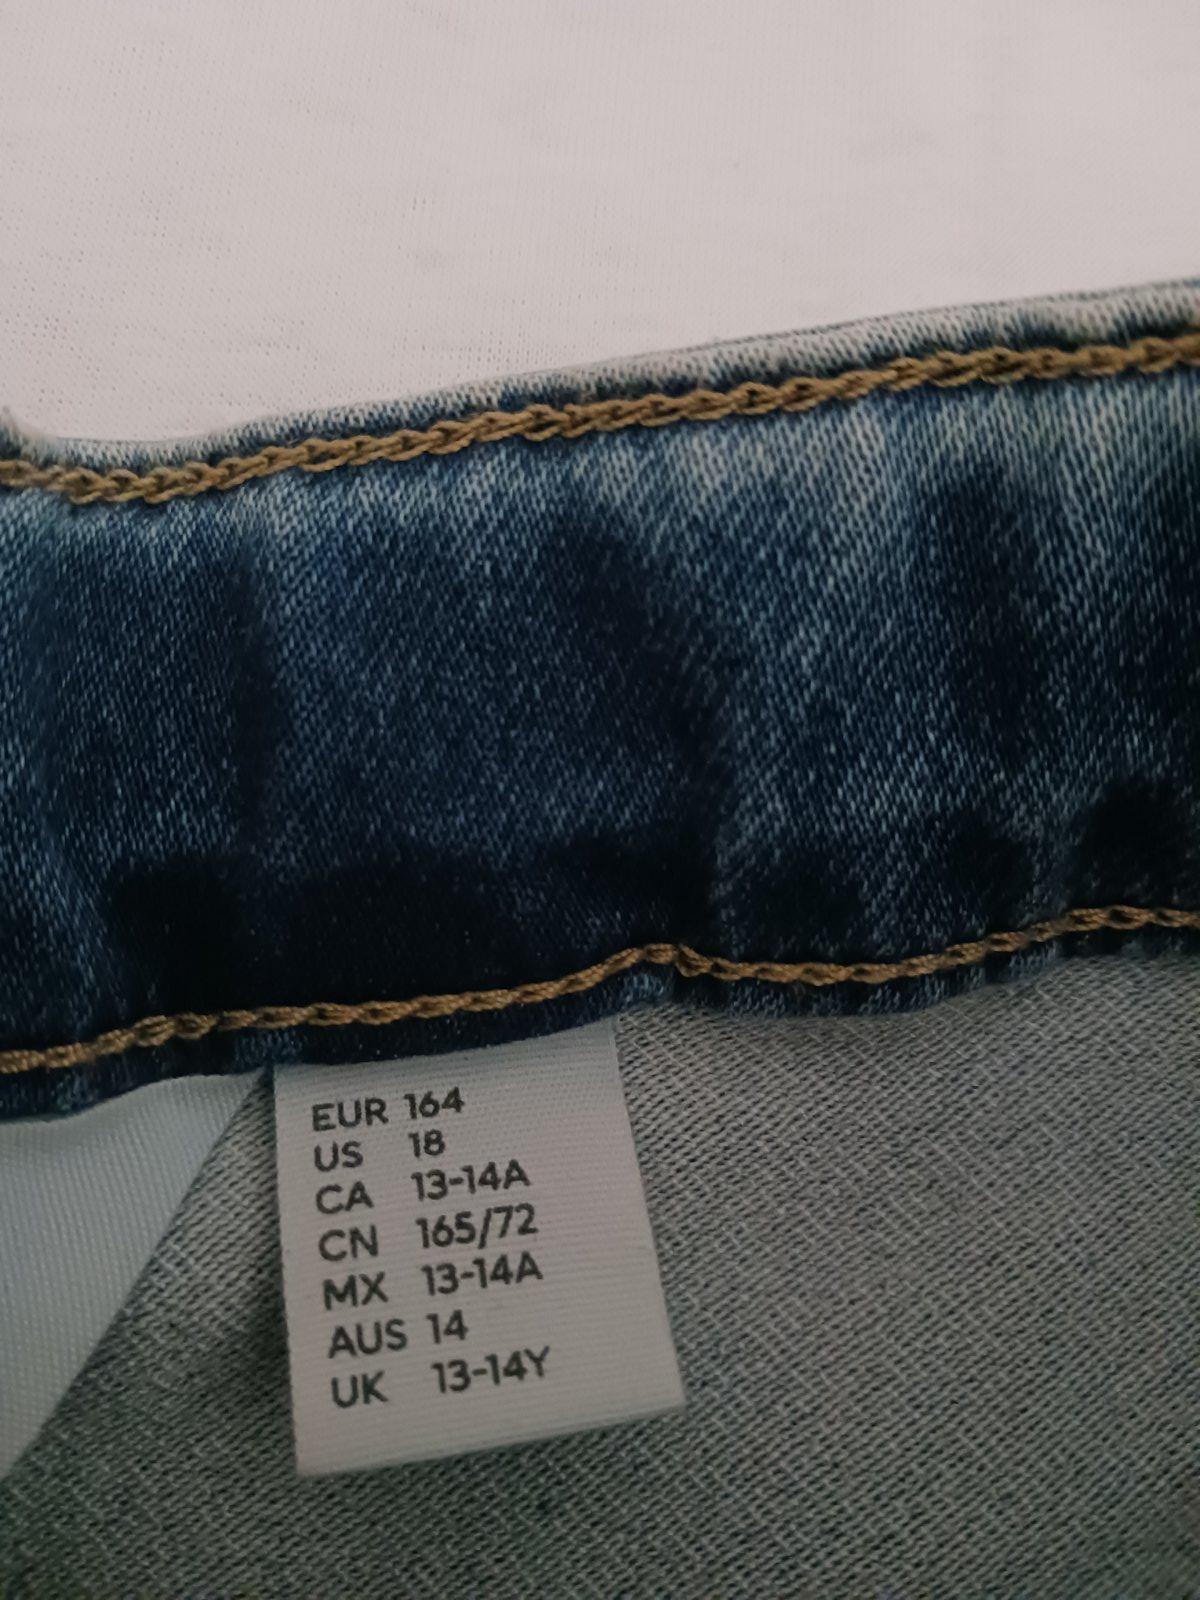 EUR 164
US 18
CA 13-14A
CN 165/72
MX 13-14A
AUS 14
UK 13-14Y